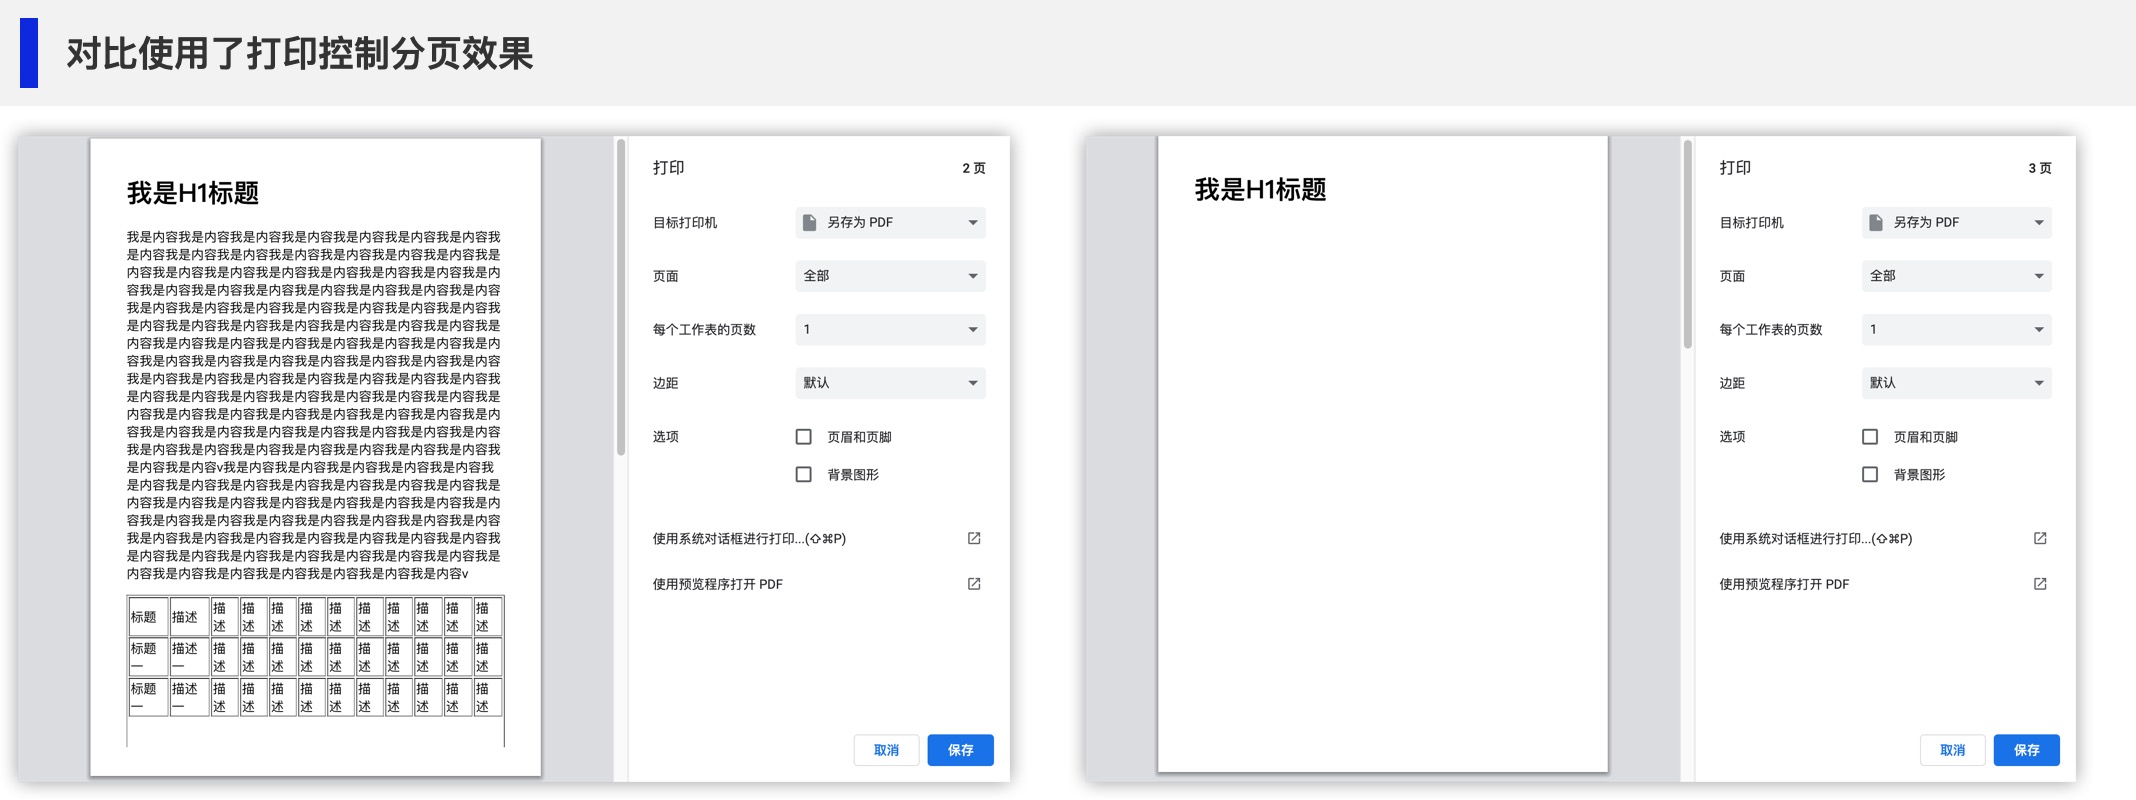 对比使用了打印控制分页效果
我是H1标题
我是内容我是内容我是内容我是内容我是内容我是内容我是内容我
是内容我是内容我是内容我是内容我是内容我是内容我是内容我是
内容我是内容我是内容我是内容我是内容我是内容我是内容我是内
容我是内容我是内容我是内容我是内容我是内容我是内容我是内容
我是内容我是内容我是内容我是内容我是内容我是内容我是内容我
是内容我是内容我是内容我是内容我是内容我是内容我是内容我是
内容我是内容我是内容我是内容我是内容我是内容我是内容我是内
容我是内容我是内容我是内容我是内容我是内容我是内容我是内容
我是内容我是内容我是内容我是内容我是内容我是内容我是内容我
是内容我是内容我是内容我是内容我是内容我是内容我是内容我是
内容我是内容我是内容我是内容我是内容我是内容我是内容我是内
容我是内容我是内容我是内容我是内容我是内容我是内容我是内容
我是内容我是内容我是内容我是内容我是内容我是内容我是内容我
是内容我是内容v我是内容我是内容我是内容我是内容我是内容我
是内容我是内容我是内容我是内容我是内容我是内容我是内容我是
内容我是内容我是内容我是内容我是内容我是内容我是内容我是内
容我是内容我是内容我是内容我是内容我是内容我是内容我是内容
我是内容我是内容我是内容我是内容我是内容我是内容我是内容我
是内容我是内容我是内容我是内容我是内容我是内容我是内容我是
内容我是内容我是内容我是内容我是内容我是内容v
标题 描述 描述 描述 描述 描述 描述 描述 描述 描述 描述 描述
标题一 描述一 描述 描述 描述 描述 描述 描述 描述 描述 描述 描述
标题一 描述一 描述 描述 描述 描述 描述 描述 描述 描述 描述 描述
打印 2 页
目标打印机 另存为 PDF
页面 全部
每个工作表的页数 1
边距 默认
选项 页眉和页脚
背景图形
使用系统对话框进行打印...(⇧⌘P)
使用预览程序打开 PDF
取消 保存
我是H1标题
打印 3 页
目标打印机 另存为 PDF
页面 全部
每个工作表的页数 1
边距 默认
选项 页眉和页脚
背景图形
使用系统对话框进行打印...(⇧⌘P)
使用预览程序打开 PDF
取消 保存